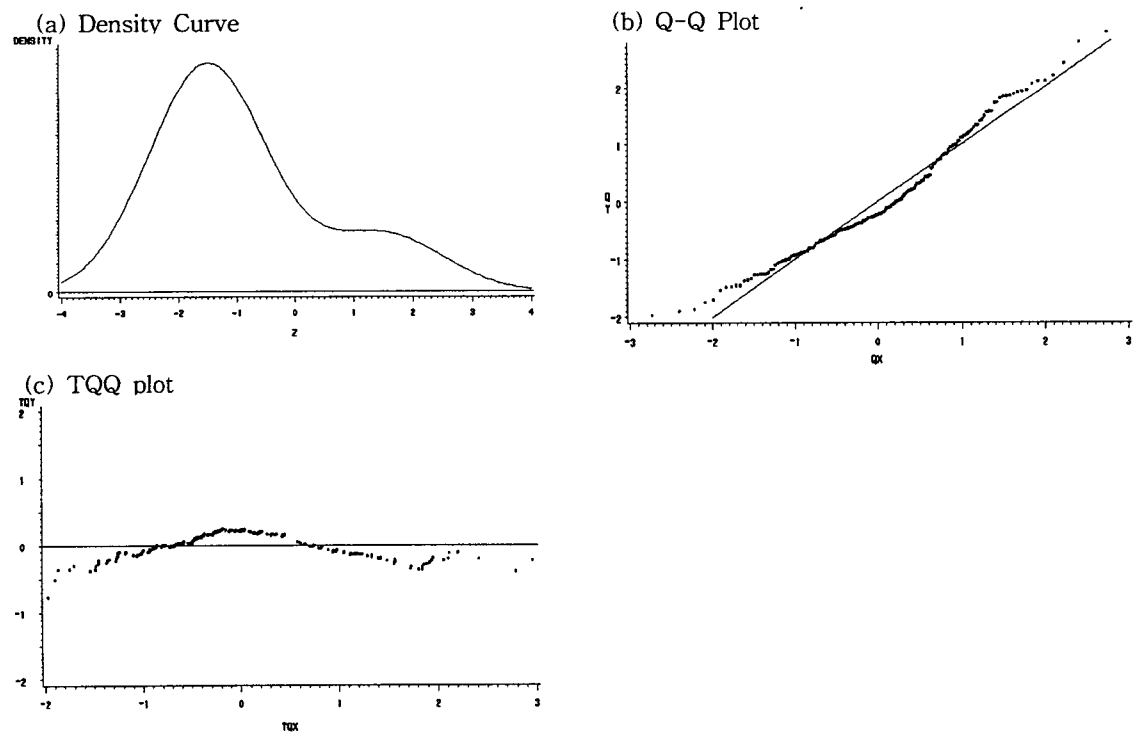 (a) Density Curve
DENSITY
0
-4 -3 -2 -1 0 1 2 3 4
Z
(b) Q-Q Plot
2
1
0
-1
-2
Q
Y
-3 -2 -1 0 1 2 3
QX
(c) TQQ plot
TQY
2
1
0
-1
-2
-2 -1 0 1 2 3
TQX